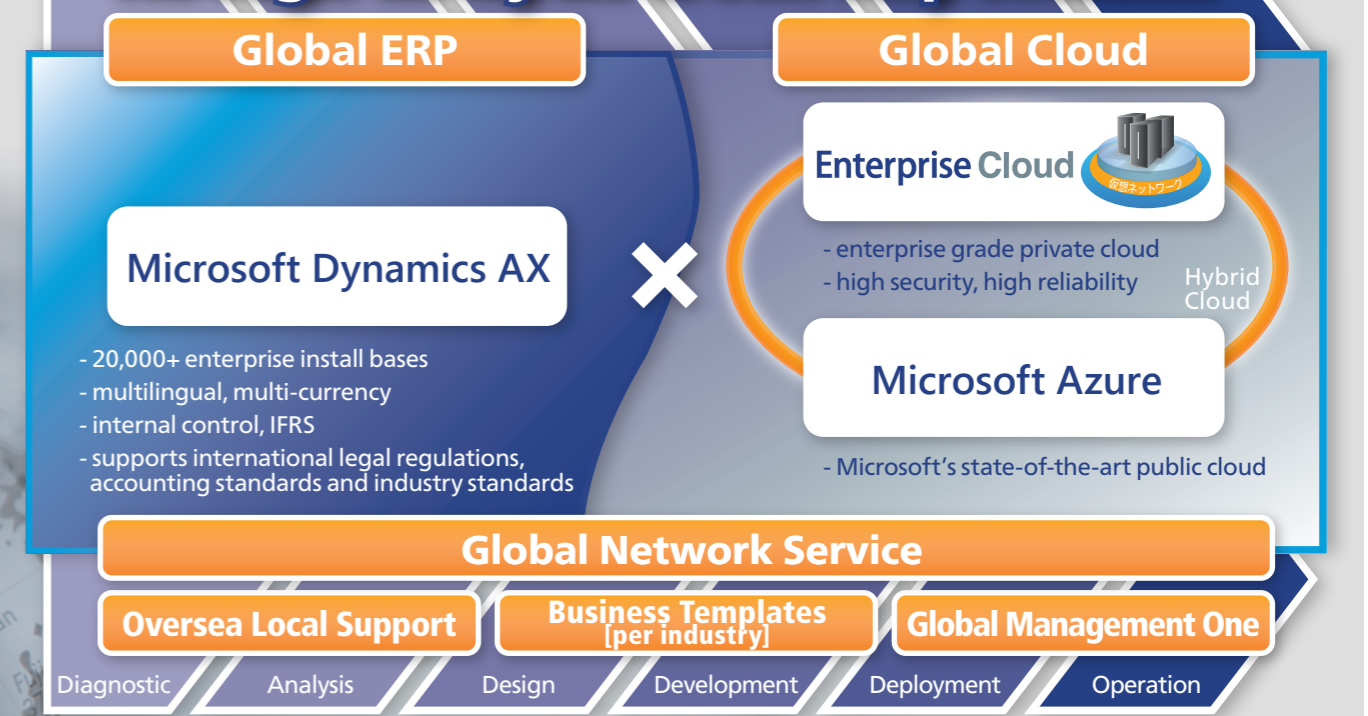 Global ERP
Global Cloud
Enterprise Cloud
仮想ネットワーク
- enterprise grade private cloud
- high security, high reliability
Hybrid
Cloud
Microsoft Dynamics AX
×
Microsoft Azure
- 20,000+ enterprise install bases
- multilingual, multi-currency
- internal control, IFRS
- supports international legal regulations,
accounting standards and industry standards
- Microsoft’s state-of-the-art public cloud
Global Network Service
Oversea Local Support
Business Templates
[per industry]
Global Management One
Diagnostic
Analysis
Design
Development
Deployment
Operation